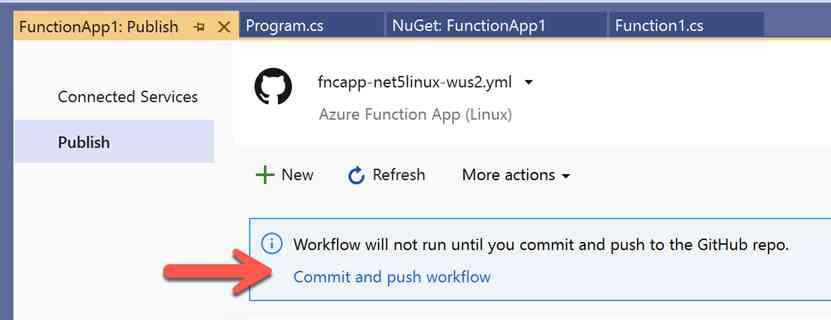 FunctionApp1: Publish Program.cs NuGet: FunctionApp1 Function1.cs
fncapp-net5linux-wus2.yml
Connected Services
Azure Function App (Linux)
Publish
New Refresh More actions
Workflow will not run until you commit and push to the GitHub repo.
Commit and push workflow